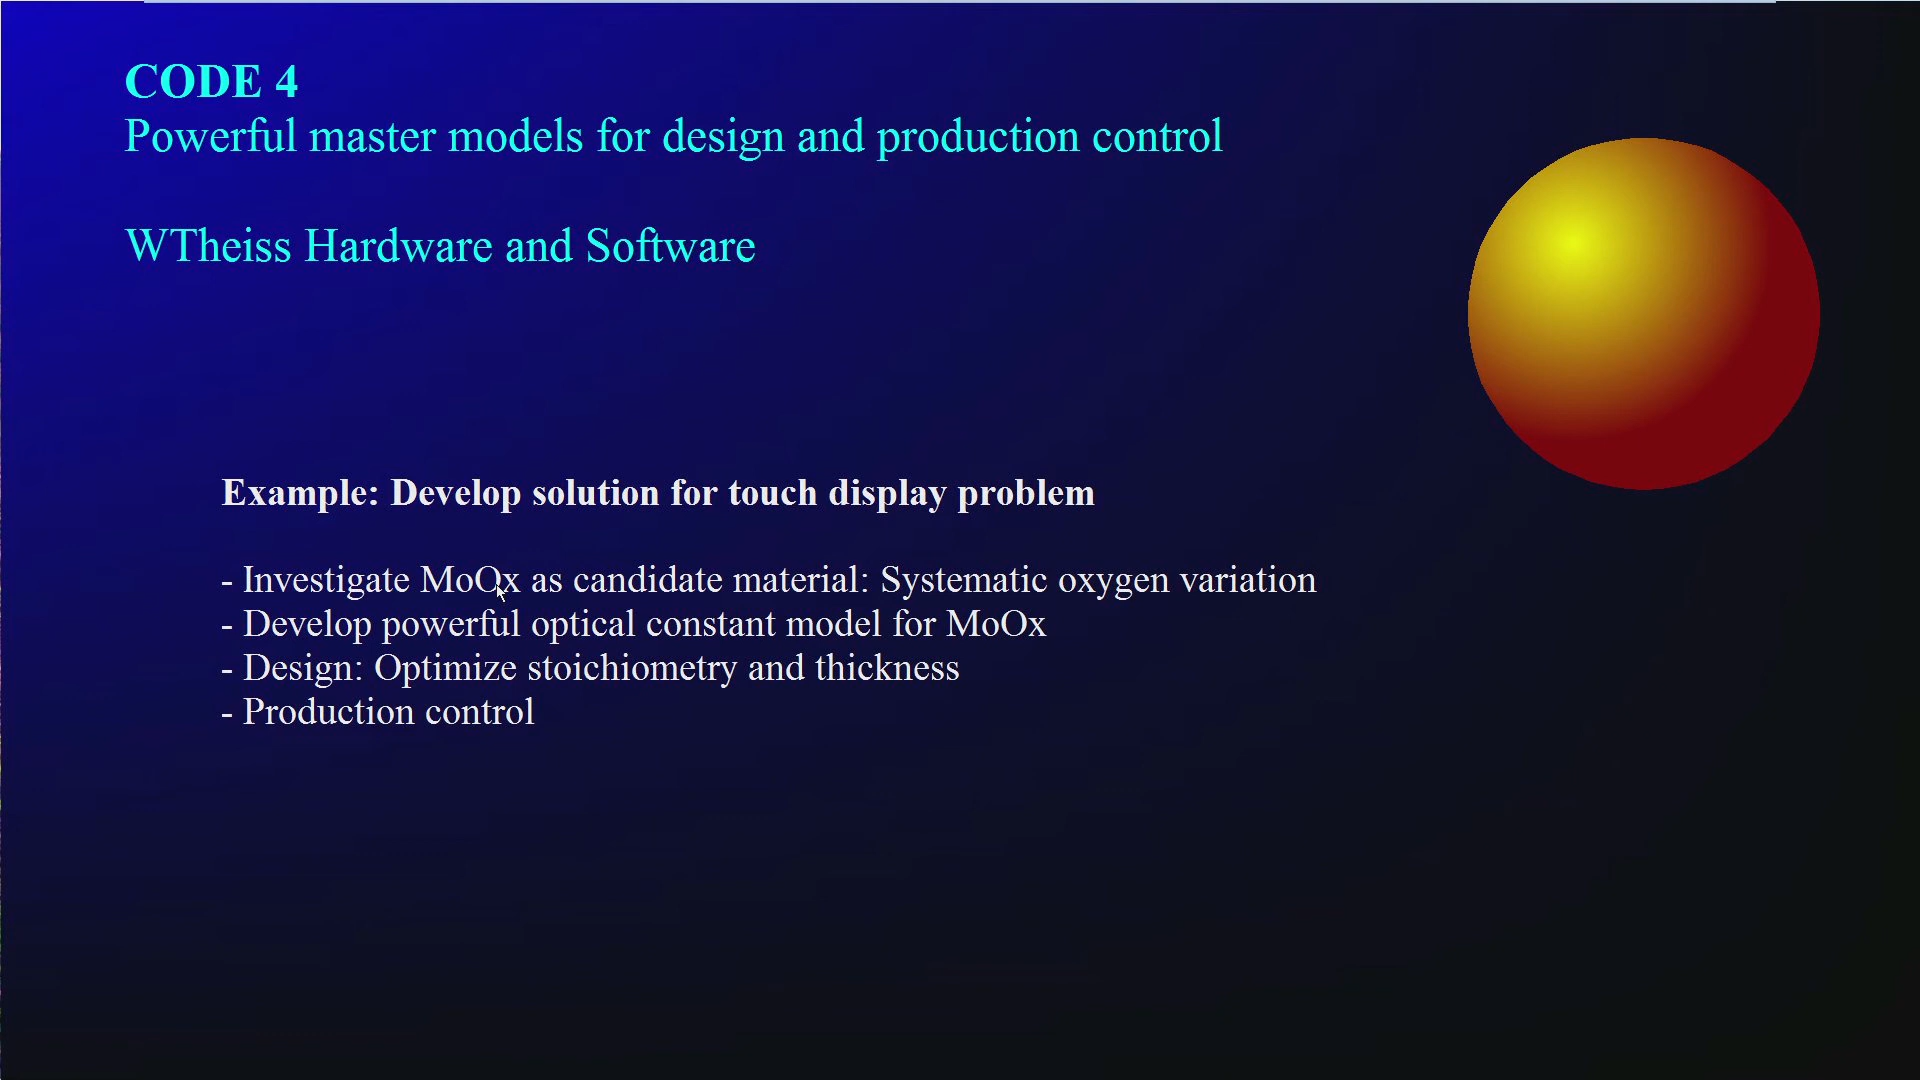 CODE 4
Powerful master models for design and production control
WTheiss Hardware and Software
Example: Develop solution for touch display problem
- Investigate MoOx as candidate material: Systematic oxygen variation
- Develop powerful optical constant model for MoOx
- Design: Optimize stoichiometry and thickness
- Production control